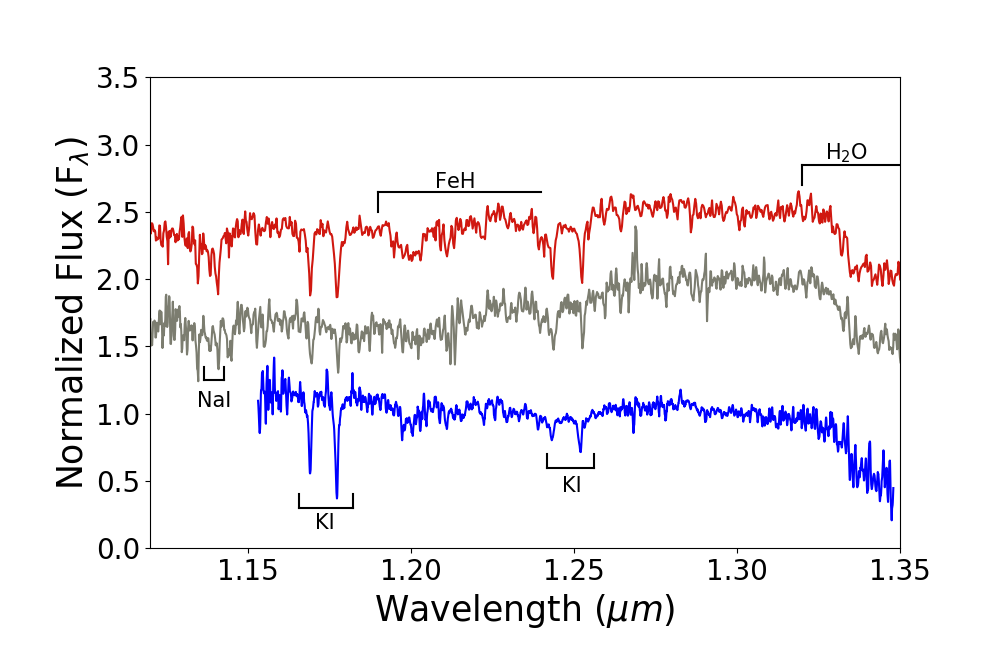 3.5
3.0
2.5
2.0
1.5
1.0
0.5
0.0
Normalized Flux (Fλ)
FeH
H₂O
NaI
KI
KI
1.15
1.20
1.25
1.30
1.35
Wavelength (μm)